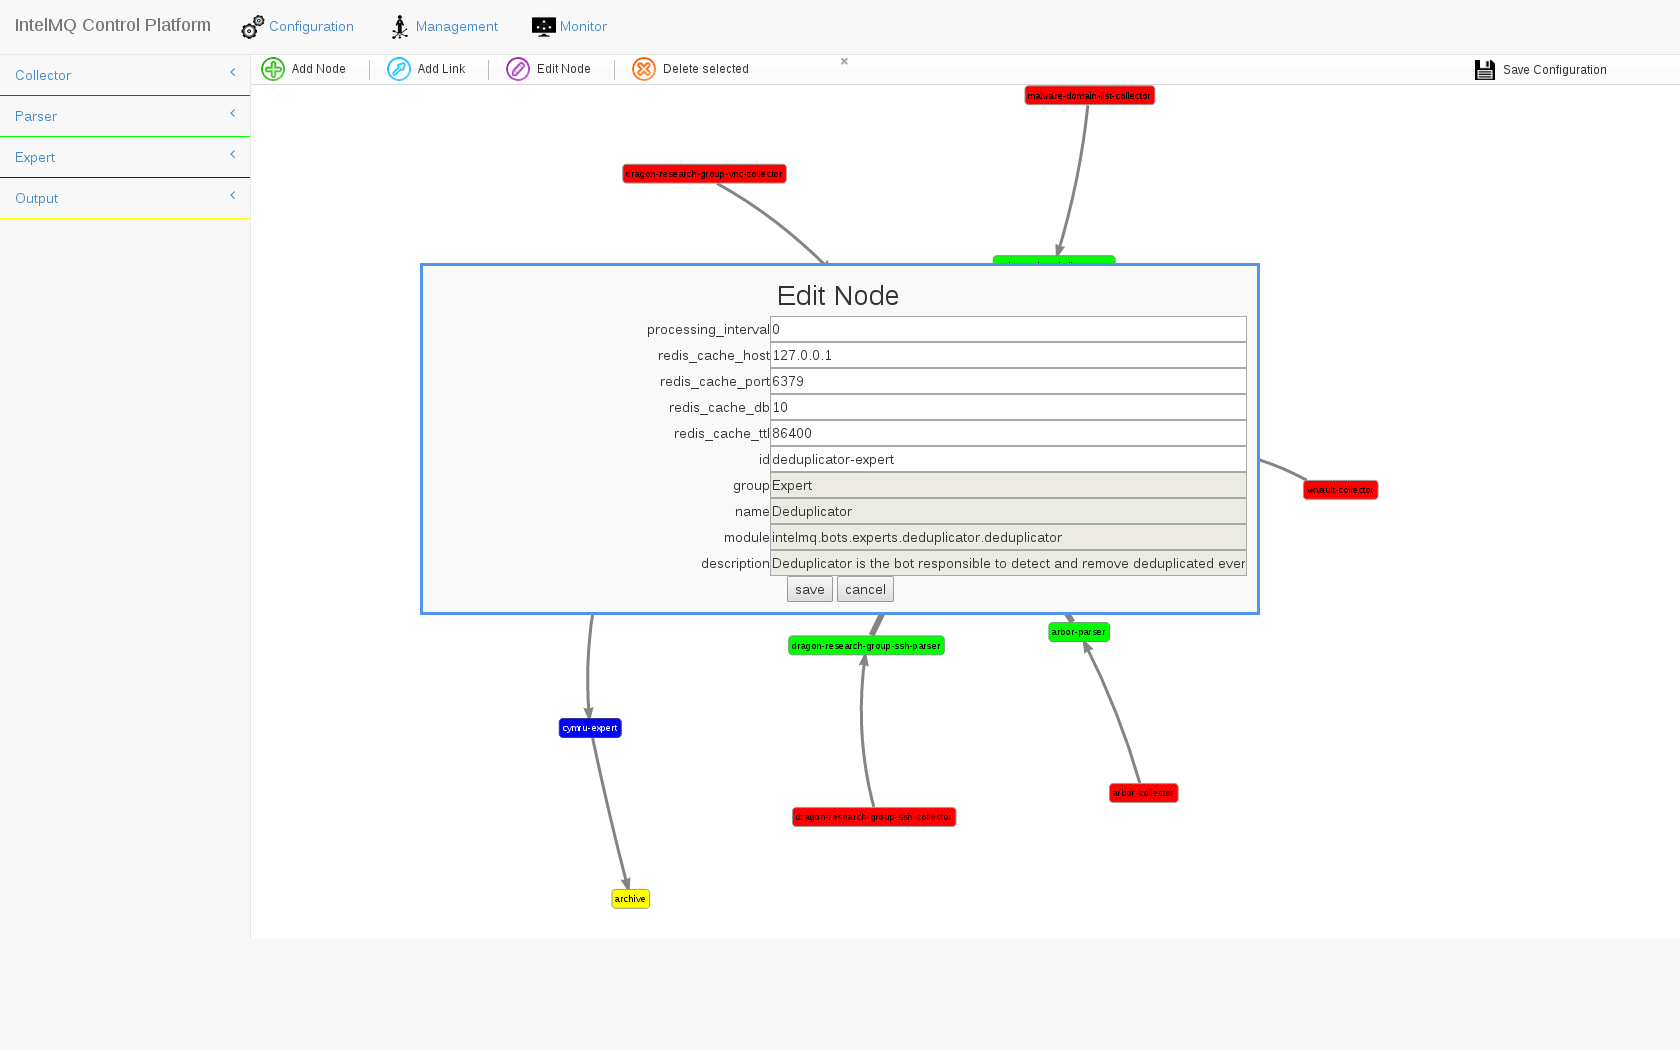 IntelMQ Control Platform
Configuration
Management
Monitor
Collector
Parser
Expert
Output
Add Node
Add Link
Edit Node
Delete selected
Save Configuration
malware-domain-list-collector
dragon-research-group-vnc-collector
Edit Node
processing_interval 0
redis_cache_host 127.0.0.1
redis_cache_port 6379
redis_cache_db 10
redis_cache_ttl 86400
id deduplicator-expert
group Expert
name Deduplicator
module intelmq.bots.experts.deduplicator.deduplicator
description Deduplicator is the bot responsible to detect and remove deduplicated ever
save cancel
vxvault-collector
arbor-parser
dragon-research-group-ssh-parser
cymru-expert
arbor-collector
dragon-research-group-ssh-collector
archive